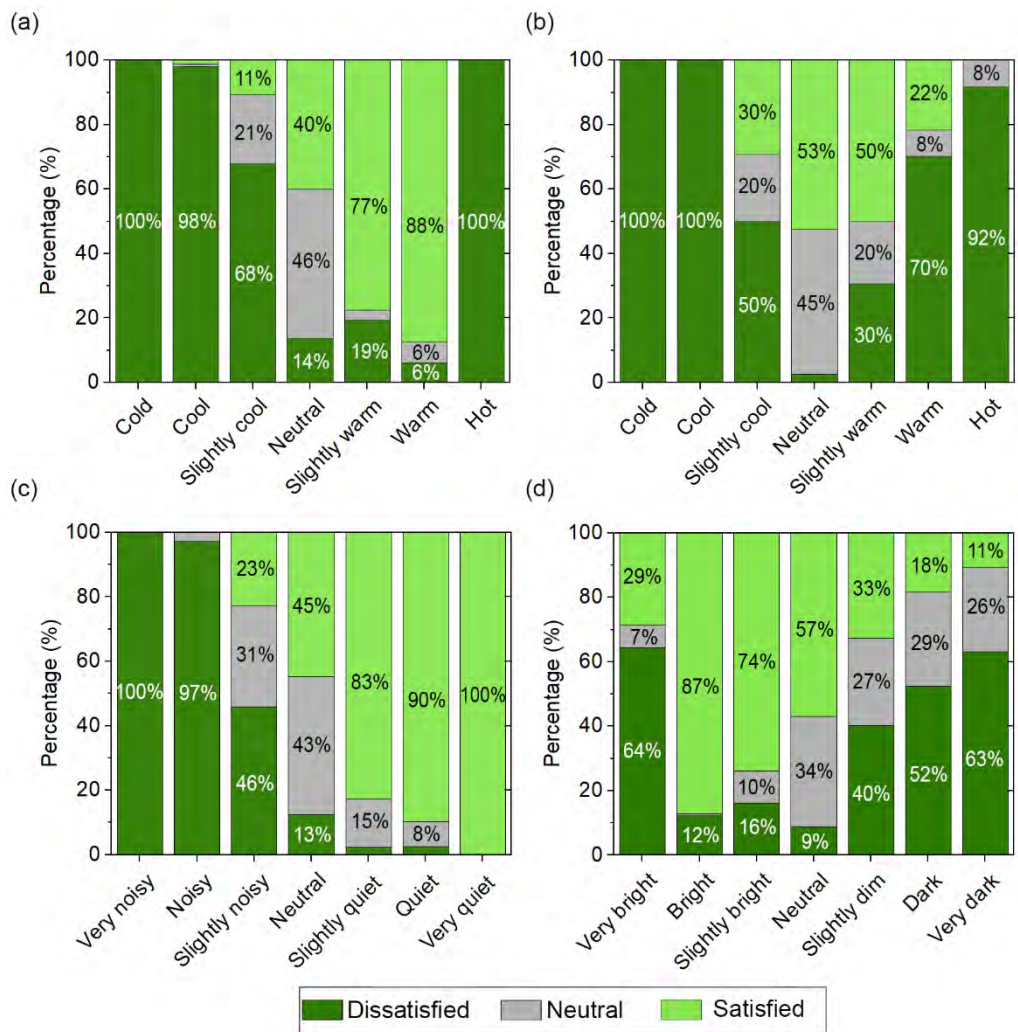 (a)
(b)
100
80
60
40
20
0
Percentage (%)
100%
98%
68%
21%
11%
14%
46%
40%
19%
77%
6%
6%
88%
100%
Cold
Cool
Slightly cool
Neutral
Slightly warm
Warm
Hot
100
80
60
40
20
0
Percentage (%)
100%
100%
50%
20%
30%
45%
53%
30%
20%
50%
70%
8%
22%
92%
8%
Cold
Cool
Slightly cool
Neutral
Slightly warm
Warm
Hot
(c)
(d)
100
80
60
40
20
0
Percentage (%)
100%
97%
46%
31%
23%
13%
43%
45%
15%
83%
8%
90%
100%
Very noisy
Noisy
Slightly noisy
Neutral
Slightly quiet
Quiet
Very quiet
100
80
60
40
20
0
Percentage (%)
64%
7%
29%
12%
87%
16%
10%
74%
9%
34%
57%
40%
27%
33%
52%
29%
18%
63%
26%
11%
Very bright
Bright
Slightly bright
Neutral
Slightly dim
Dark
Very dark
Dissatisfied
Neutral
Satisfied